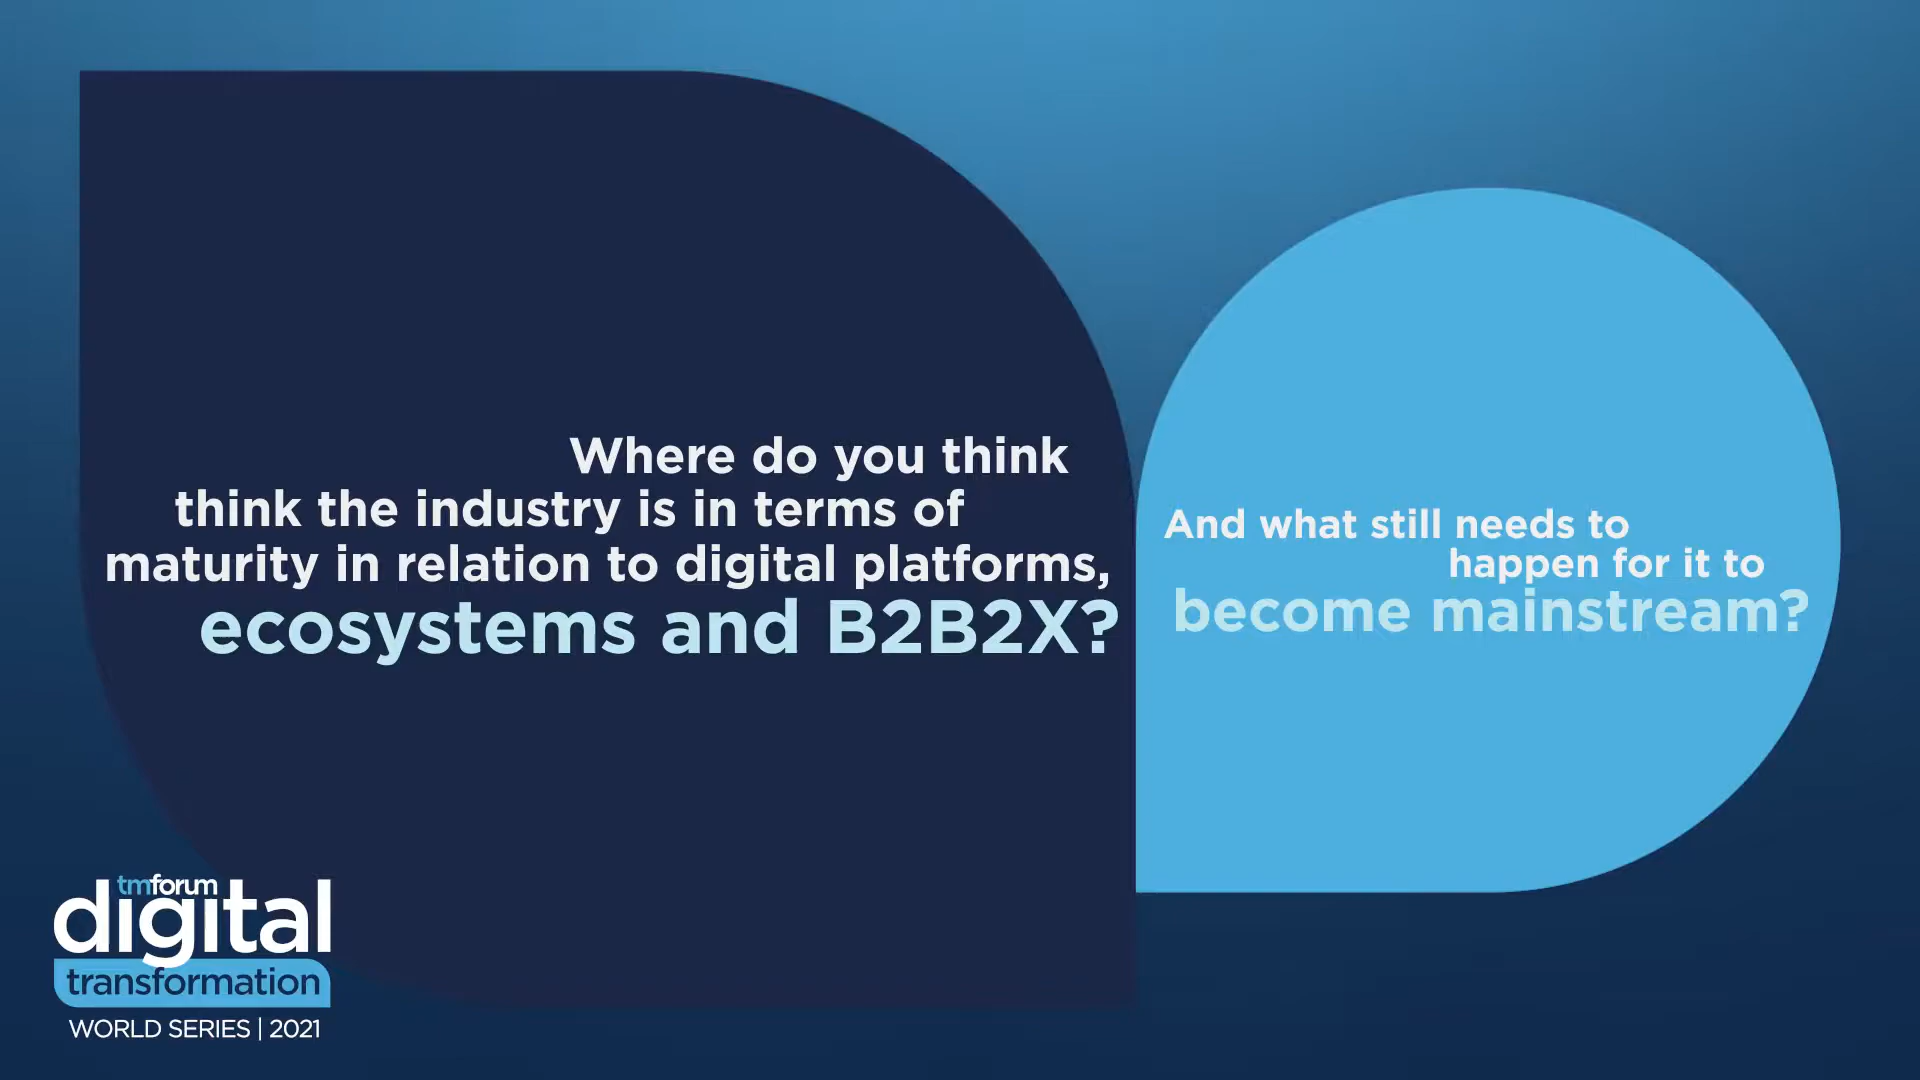 Where do you think
think the industry is in terms of
maturity in relation to digital platforms,
ecosystems and B2B2X?
And what still needs to
happen for it to
become mainstream?
tmforum
digital
transformation
WORLD SERIES | 2021